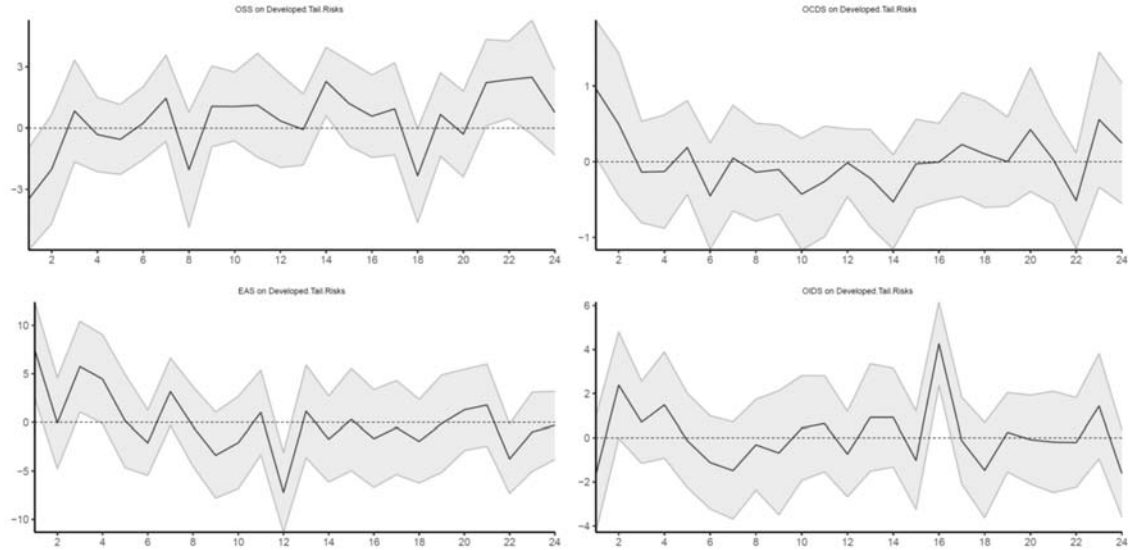 OSS on Developed.Tail.Risks
3
0
−3
2 4 6 8 10 12 14 16 18 20 22 24
OCDS on Developed.Tail.Risks
1
0
−1
2 4 6 8 10 12 14 16 18 20 22 24
EAS on Developed.Tail.Risks
10
5
0
−5
−10
2 4 6 8 10 12 14 16 18 20 22 24
OIDS on Developed.Tail.Risks
6
4
2
0
−2
−4
2 4 6 8 10 12 14 16 18 20 22 24